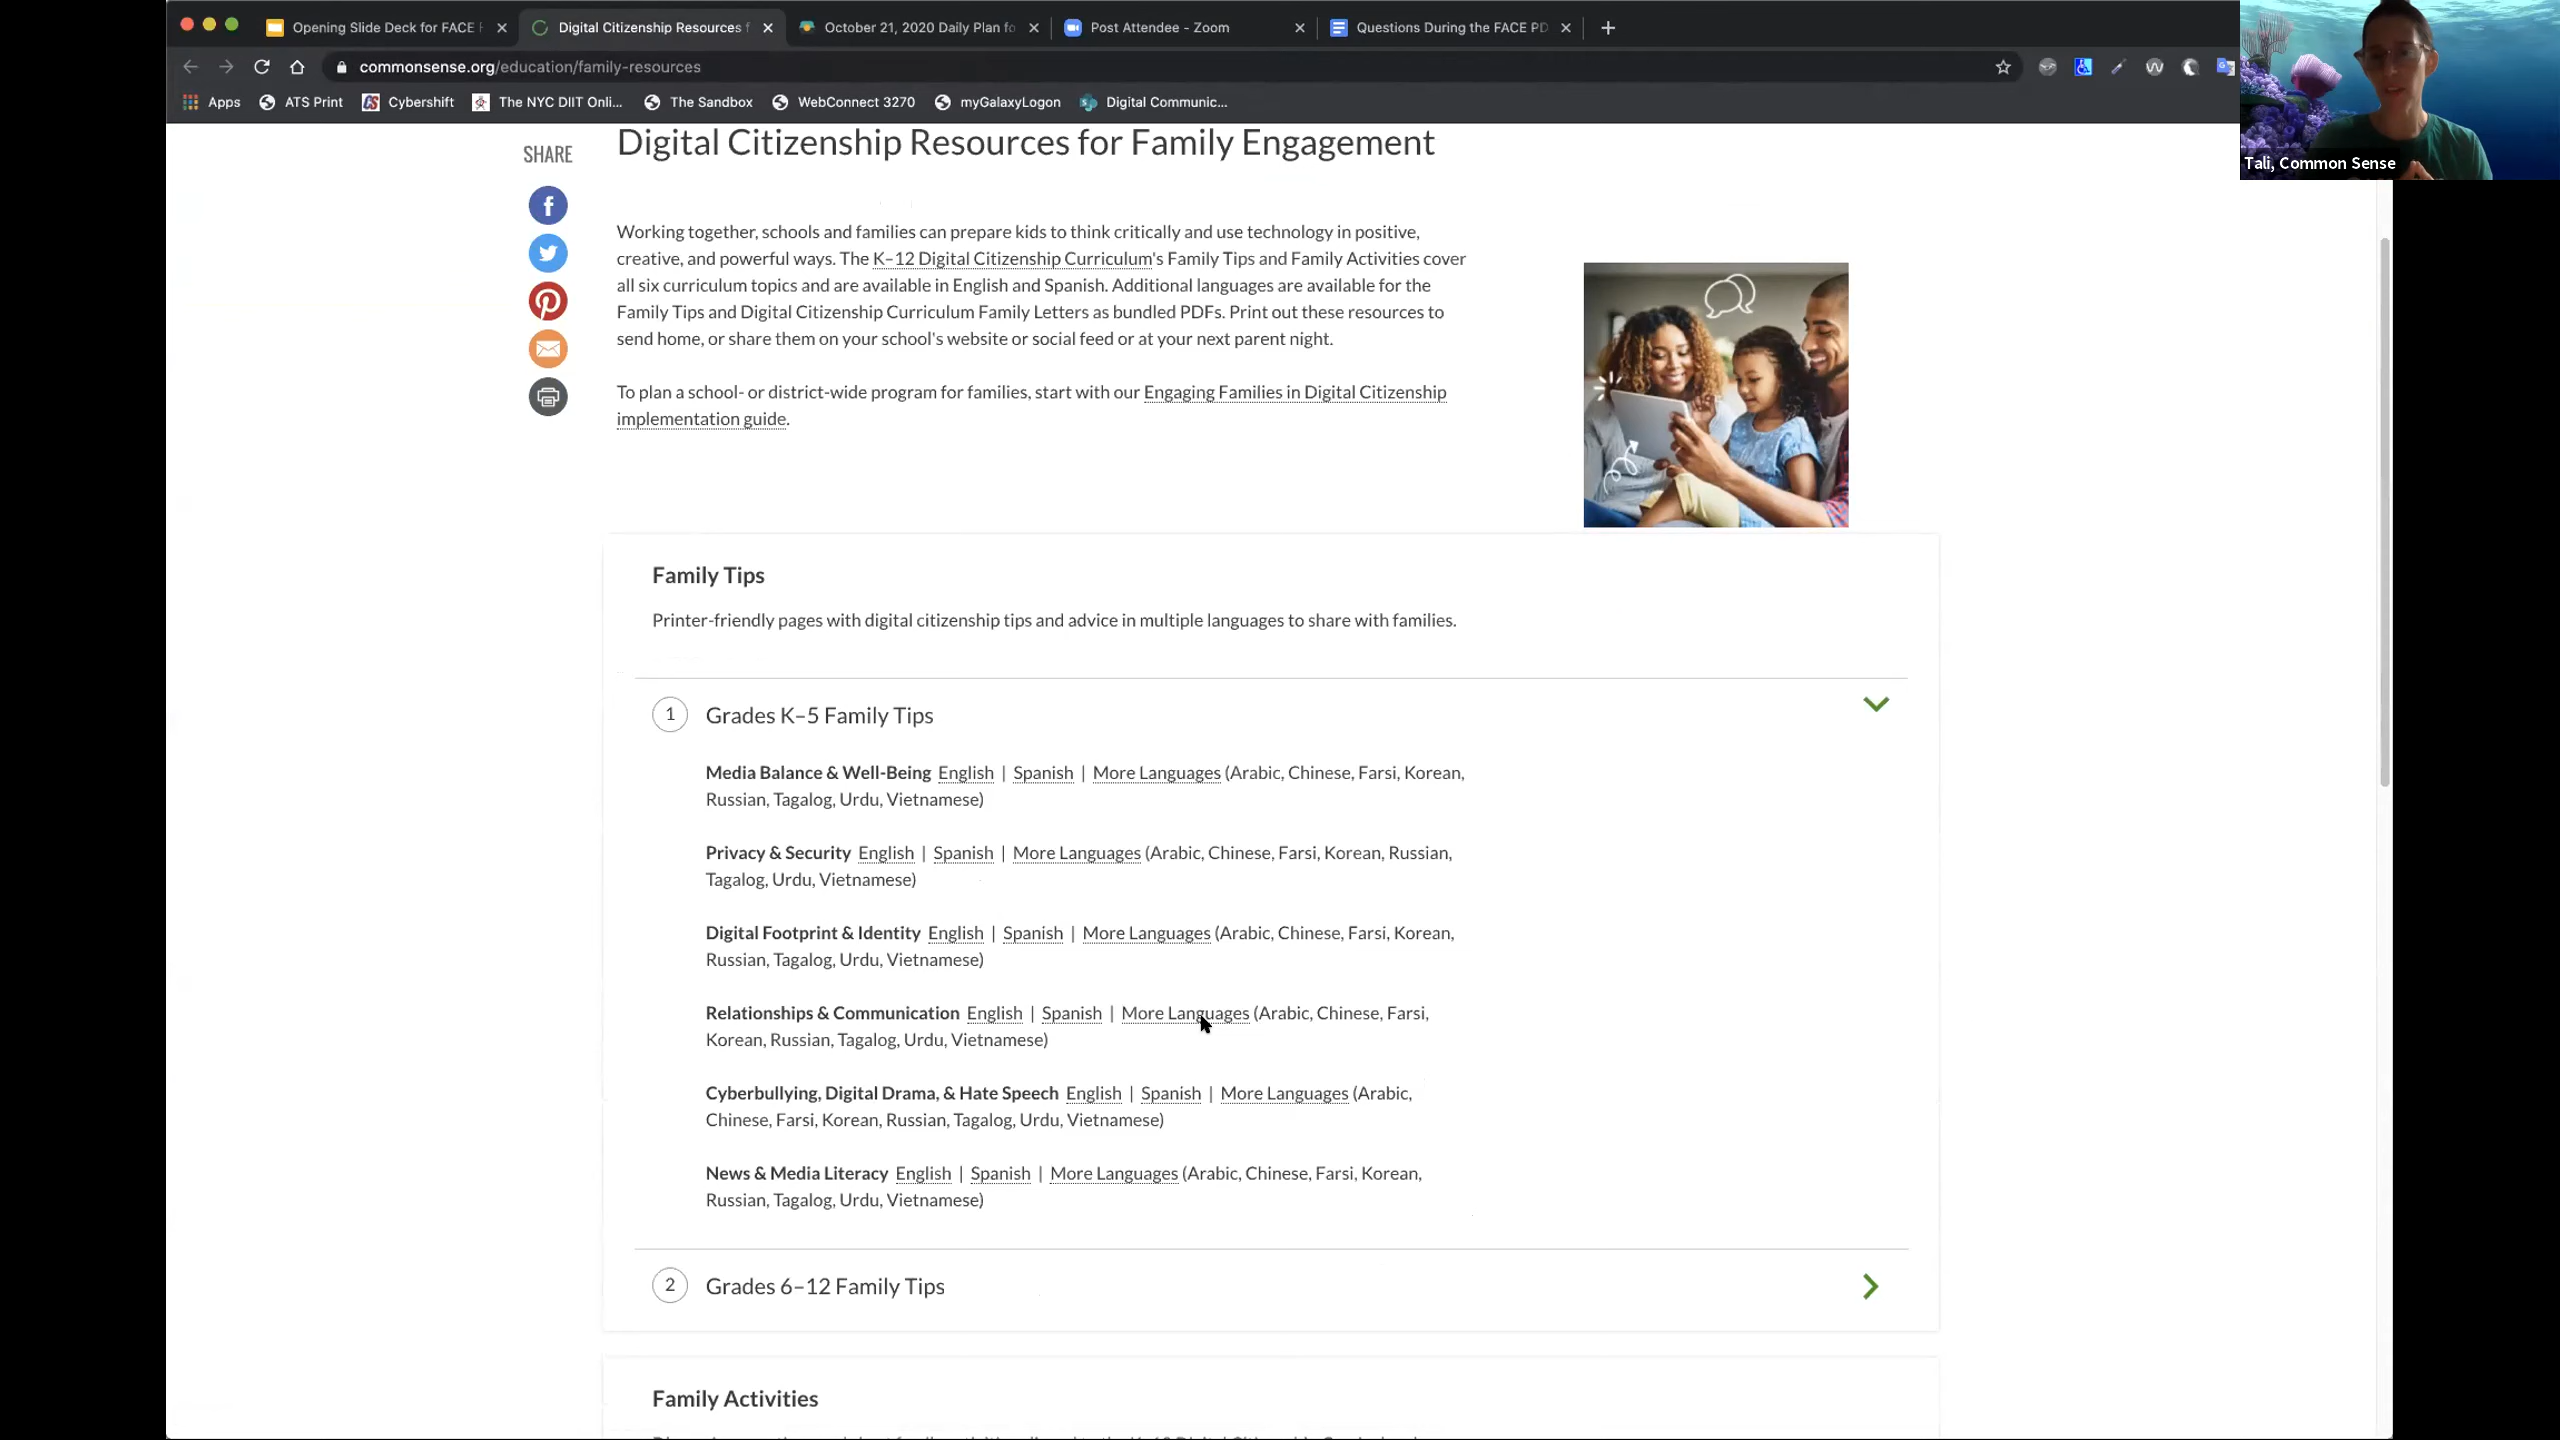 Opening Slide Deck for FACE
Digital Citizenship Resources
October 21, 2020 Daily Plan fo
Post Attendee - Zoom
Questions During the FACE PD
commonsense.org/education/family-resources
Apps
ATS Print
Cybershift
The NYC DIIT Onli...
The Sandbox
WebConnect 3270
myGalaxyLogon
Digital Communic...
Tali, Common Sense
SHARE
Digital Citizenship Resources for Family Engagement
Working together, schools and families can prepare kids to think critically and use technology in positive,
creative, and powerful ways. The K–12 Digital Citizenship Curriculum's Family Tips and Family Activities cover
all six curriculum topics and are available in English and Spanish. Additional languages are available for the
Family Tips and Digital Citizenship Curriculum Family Letters as bundled PDFs. Print out these resources to
send home, or share them on your school's website or social feed or at your next parent night.
To plan a school- or district-wide program for families, start with our Engaging Families in Digital Citizenship
implementation guide.
Family Tips
Printer-friendly pages with digital citizenship tips and advice in multiple languages to share with families.
1 Grades K–5 Family Tips
Media Balance & Well-Being English | Spanish | More Languages (Arabic, Chinese, Farsi, Korean,
Russian, Tagalog, Urdu, Vietnamese)
Privacy & Security English | Spanish | More Languages (Arabic, Chinese, Farsi, Korean, Russian,
Tagalog, Urdu, Vietnamese)
Digital Footprint & Identity English | Spanish | More Languages (Arabic, Chinese, Farsi, Korean,
Russian, Tagalog, Urdu, Vietnamese)
Relationships & Communication English | Spanish | More Languages (Arabic, Chinese, Farsi,
Korean, Russian, Tagalog, Urdu, Vietnamese)
Cyberbullying, Digital Drama, & Hate Speech English | Spanish | More Languages (Arabic,
Chinese, Farsi, Korean, Russian, Tagalog, Urdu, Vietnamese)
News & Media Literacy English | Spanish | More Languages (Arabic, Chinese, Farsi, Korean,
Russian, Tagalog, Urdu, Vietnamese)
2 Grades 6–12 Family Tips
Family Activities